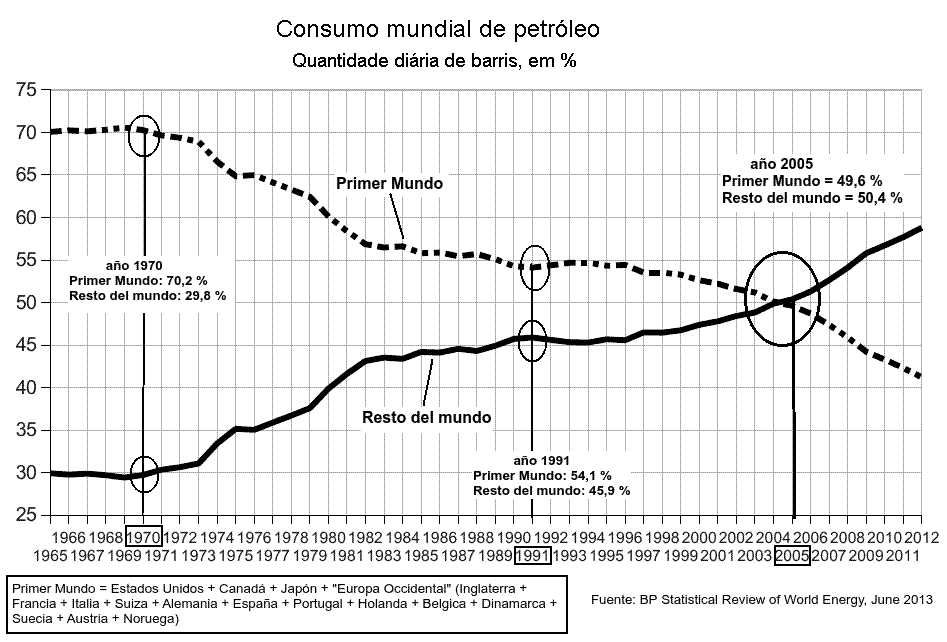 Consumo mundial de petróleo
Quantidade diária de barris, em %
75
70
65
60
55
50
45
40
35
30
25
Primer Mundo
año 2005
Primer Mundo = 49,6 %
Resto del mundo = 50,4 %
año 1970
Primer Mundo: 70,2 %
Resto del mundo: 29,8 %
Resto del mundo
año 1991
Primer Mundo: 54,1 %
Resto del mundo: 45,9 %
1966 1968 1970 1972 1974 1976 1978 1980 1982 1984 1986 1988 1990 1992 1994 1996 1998 2000 2002 2004 2006 2008 2010 2012
1965 1967 1969 1971 1973 1975 1977 1979 1981 1983 1985 1987 1989 1991 1993 1995 1997 1999 2001 2003 2005 2007 2009 2011
Primer Mundo = Estados Unidos + Canadá + Japón + "Europa Occidental" (Inglaterra +
Francia + Italia + Suiza + Alemania + España + Portugal + Holanda + Belgica + Dinamarca +
Suecia + Austria + Noruega)
Fuente: BP Statistical Review of World Energy, June 2013